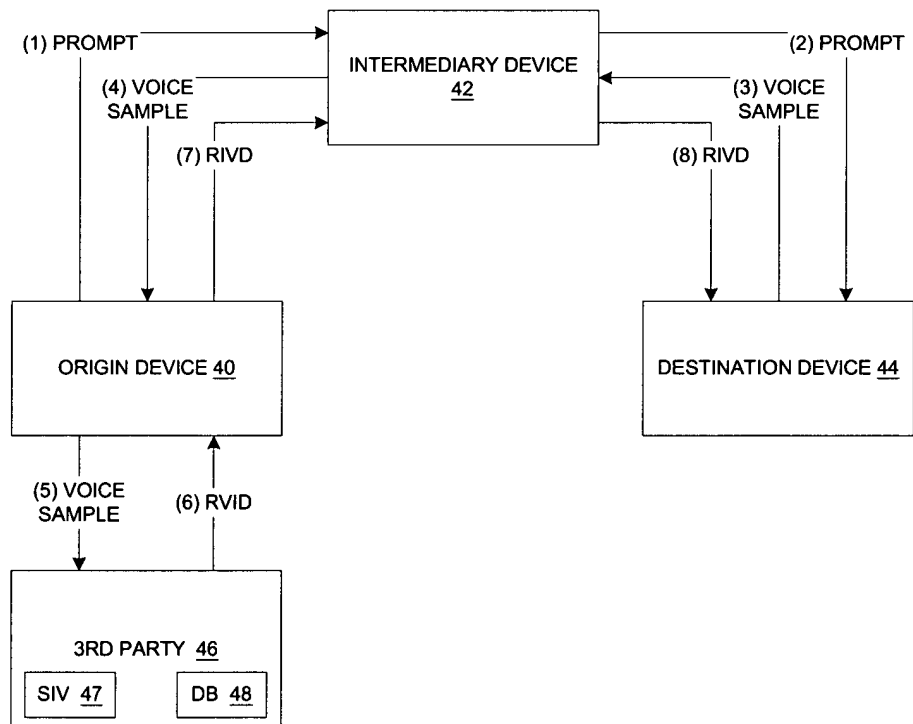 (1) PROMPT
INTERMEDIARY DEVICE
42
(2) PROMPT
(4) VOICE
SAMPLE
(3) VOICE
SAMPLE
(7) RIVD
(8) RIVD
ORIGIN DEVICE 40
DESTINATION DEVICE 44
(5) VOICE
SAMPLE
(6) RVID
3RD PARTY 46
SIV 47
DB 48